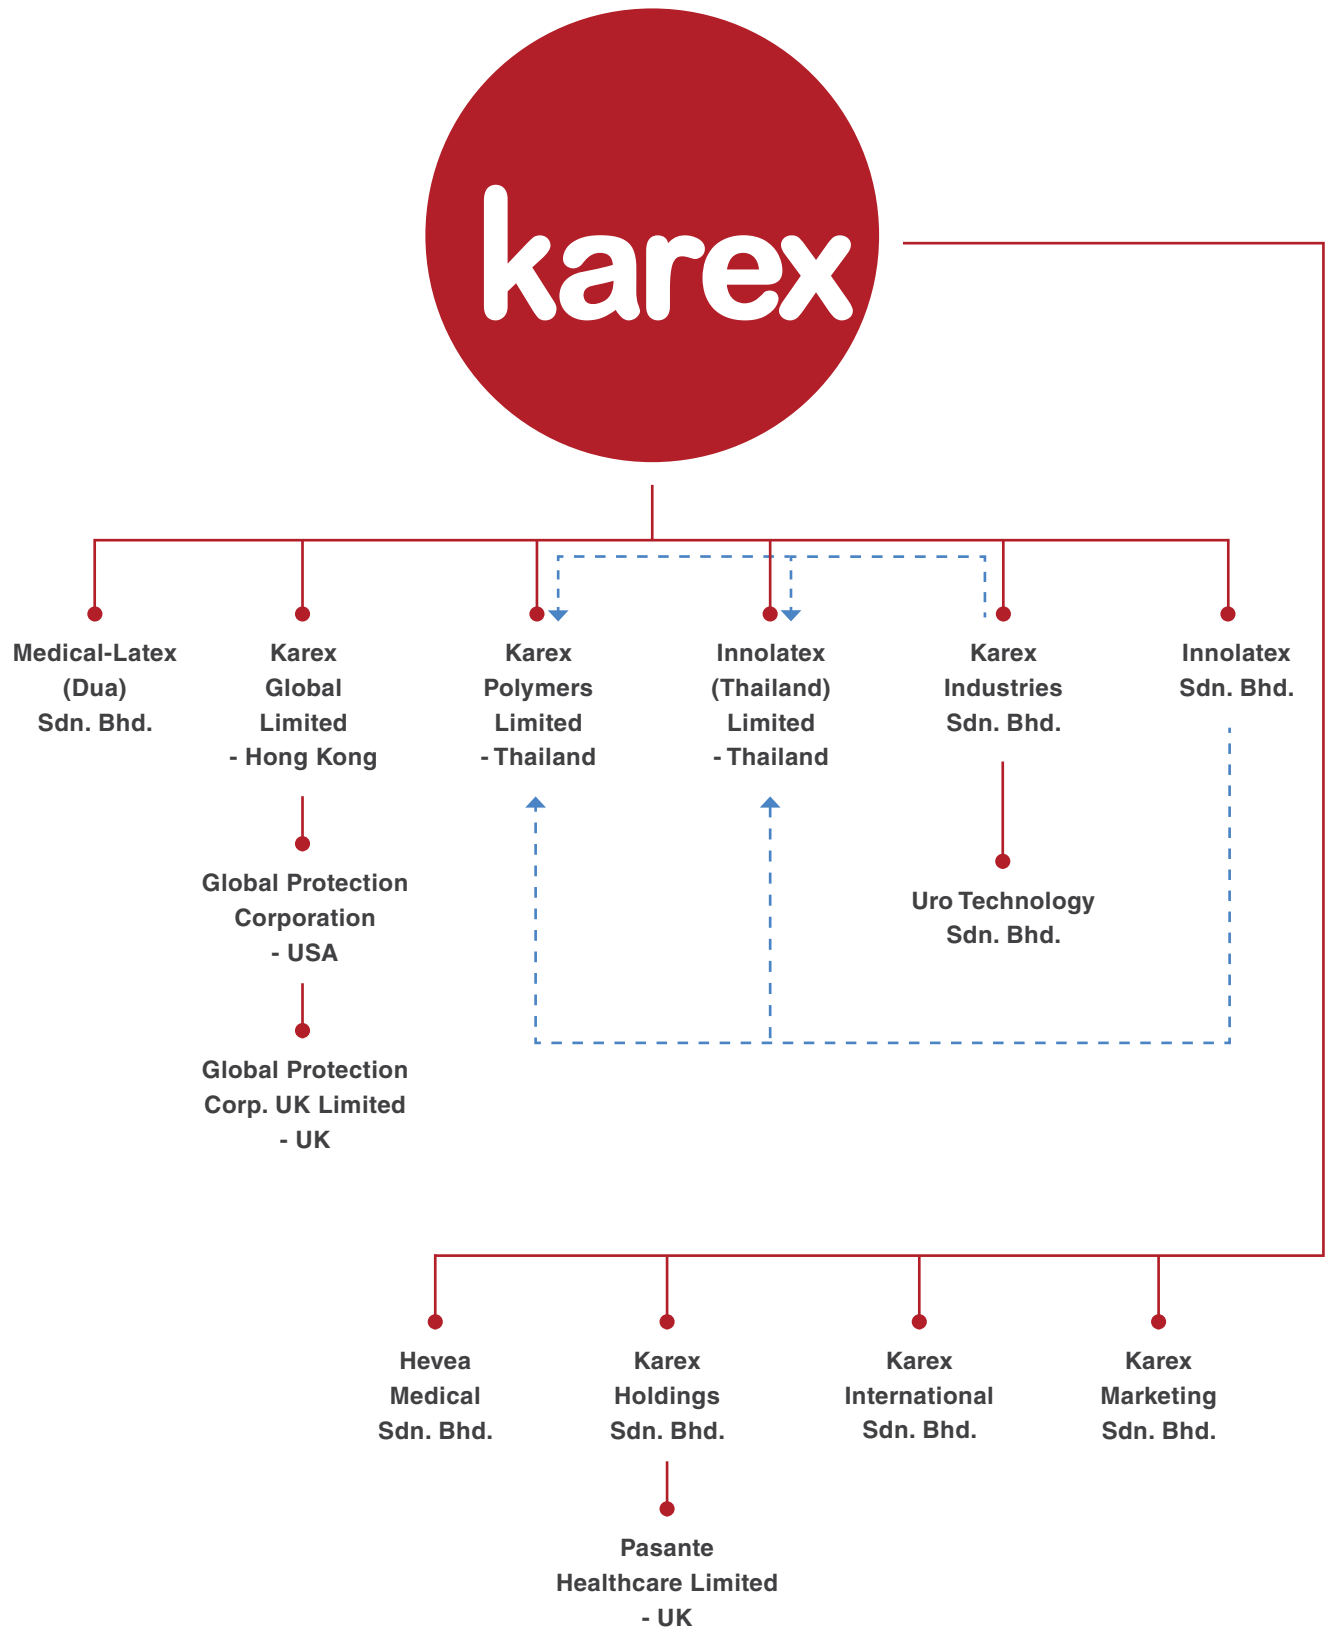 karex
Medical-Latex
(Dua)
Sdn. Bhd.
Karex
Global
Limited
- Hong Kong
Karex
Polymers
Limited
- Thailand
Innolatex
(Thailand)
Limited
- Thailand
Karex
Industries
Sdn. Bhd.
Innolatex
Sdn. Bhd.
Global Protection
Corporation
- USA
Uro Technology
Sdn. Bhd.
Global Protection
Corp. UK Limited
- UK
Hevea
Medical
Sdn. Bhd.
Karex
Holdings
Sdn. Bhd.
Karex
International
Sdn. Bhd.
Karex
Marketing
Sdn. Bhd.
Pasante
Healthcare Limited
- UK